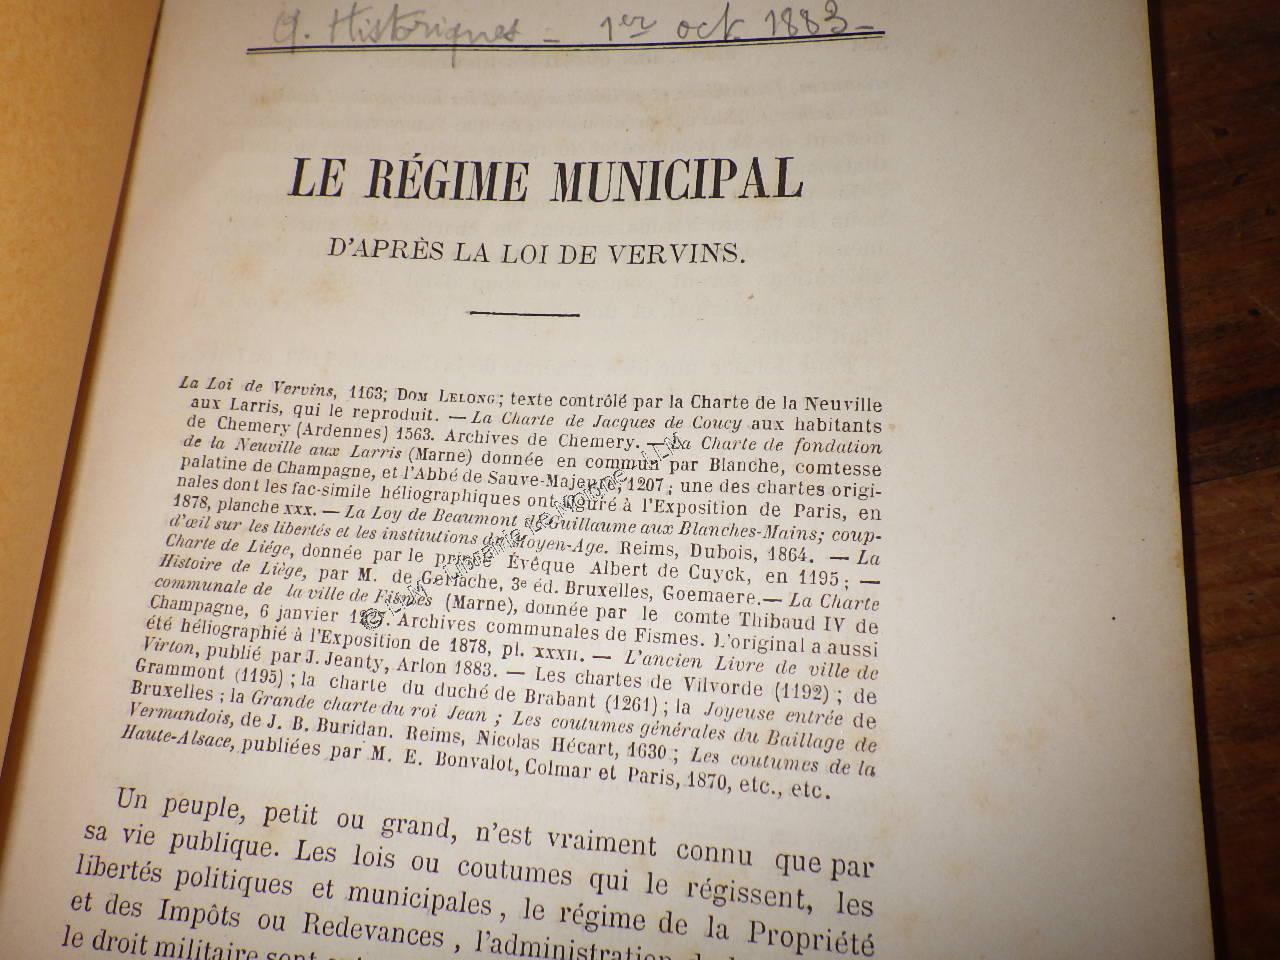 Q. Historiques - 1er oct. 1883 -
LE RÉGIME MUNICIPAL
D'APRÈS LA LOI DE VERVINS.
La Loi de Vervins, 1163; DOM LELONG; texte contrôlé par la Charte de la Neuville
aux Larris, qui le reproduit. — La Charte de Jacques de Coucy aux habitants
de Chemery (Ardennes) 1563. Archives de Chemery. — La Charte de fondation
de la Neuville aux Larris (Marne) donnée en commun par Blanche, comtesse
palatine de Champagne, et l'Abbé de Sauve-Majeure, 1207; une des chartes origi-
nales dont les fac-simile héliographiques ont figuré à l'Exposition de Paris, en
1878, planche XXX. — La Loy de Beaumont de Guillaume aux Blanches-Mains; coup-
d'œil sur les libertés et les institutions du Moyen-Age. Reims, Dubois, 1864. — La
Charte de Liége, donnée par le prince Évêque Albert de Cuyck, en 1195; —
Histoire de Liège, par M. de Gerlache, 3e éd. Bruxelles, Goemaere. — La Charte
communale de la ville de Fismes (Marne), donnée par le comte Thibaud IV de
Champagne, 6 janvier Archives communales de Fismes. L'original a aussi
été héliographié à l'Exposition de 1878, pl. XXXII. — L'ancien Livre de ville de
Virton, publié par J. Jeanty, Arlon 1883. — Les chartes de Vilvorde (1192); de
Grammont (1195); la charte du duché de Brabant (1261); la Joyeuse entrée de
Bruxelles; la Grande charte du roi Jean; Les coutumes générales du Baillage de
Vermandois, de J. B. Buridan. Reims, Nicolas Hécart, 1630; Les coutumes de la
Haute-Alsace, publiées par M. E. Bonvalot, Colmar et Paris, 1870, etc., etc.
Un peuple, petit ou grand, n'est vraiment connu que par
sa vie publique. Les lois ou coutumes qui le régissent, les
libertés politiques et municipales, le régime de la Propriété
et des Impôts ou Redevances, l'administration
le droit militaire sont
© LLM Librairie